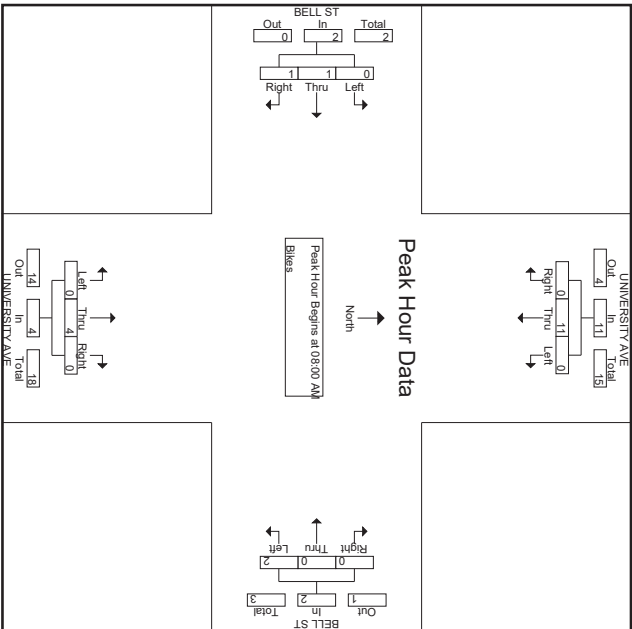 BELL ST
Out In Total
0 2 2
1 1 0
Right Thru Left
UNIVERSITY AVE
Out In Total
14 4 18
Left Thru Right
0 4 0
Peak Hour Data
North
Peak Hour Begins at 08:00 AM
Bikes
UNIVERSITY AVE
Out In Total
4 11 15
Right Thru Left
0 11 0
Left Thru Right
2 0 0
Total In Out
3 2 1
BELL ST